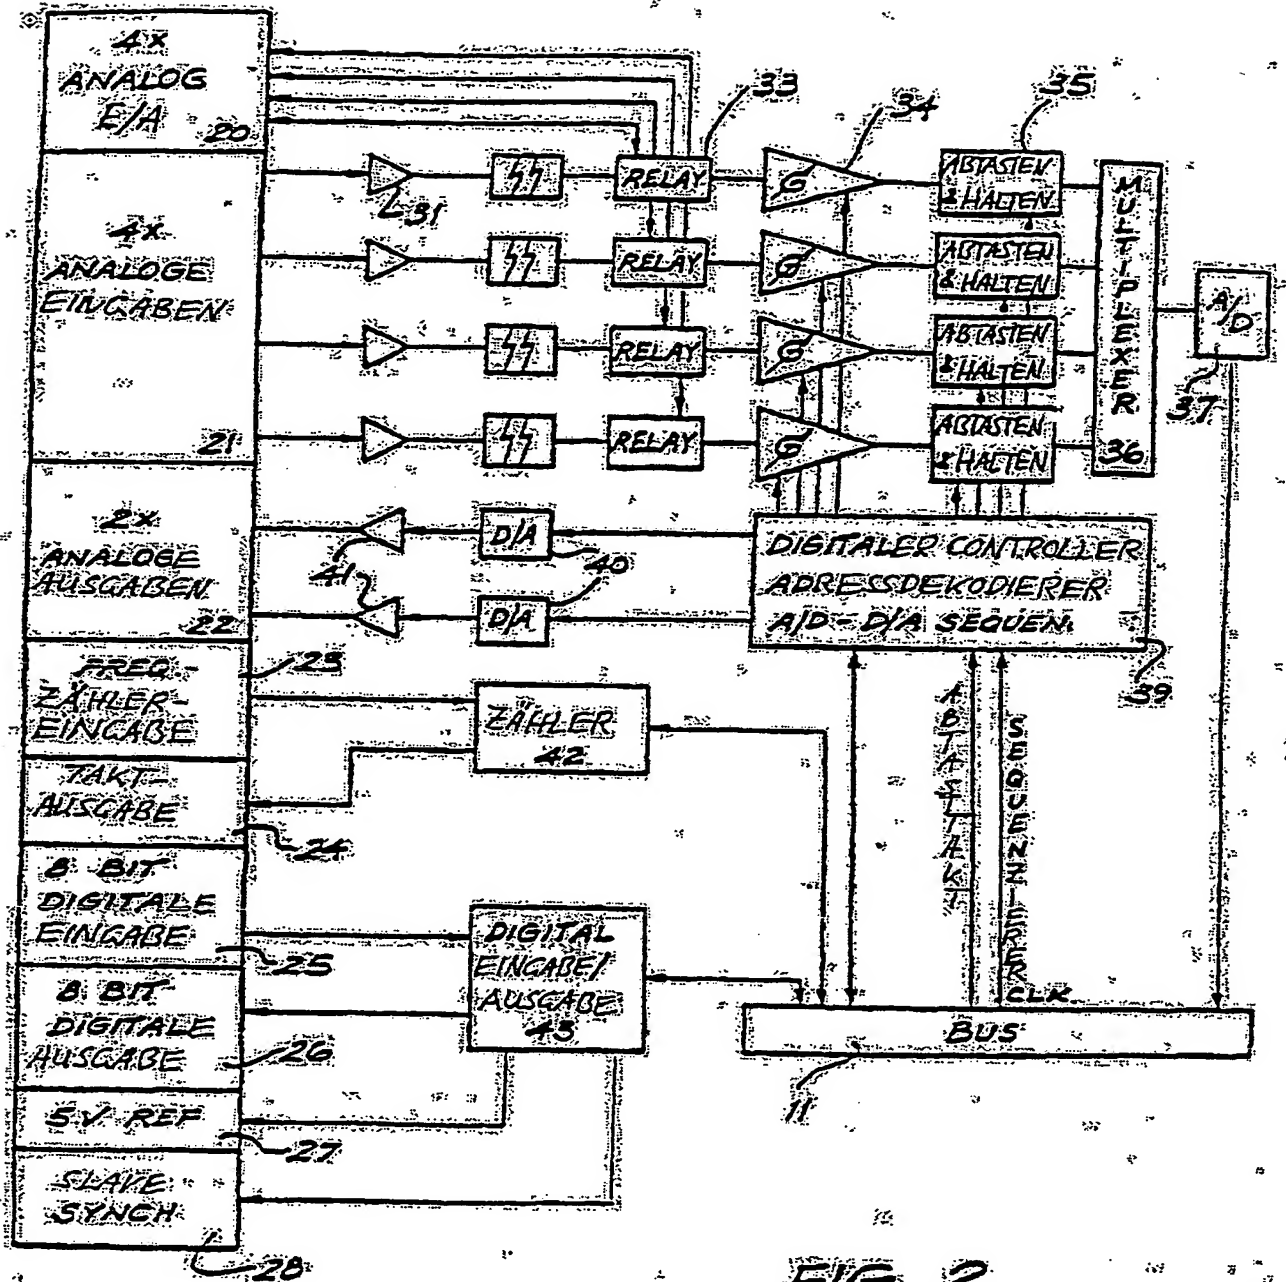 4X
ANALOG
E/A
20
4X
ANALOGE
EINGABEN
21
2X
ANALOGE
AUSGABEN
22
FREQ.-
ZÄHLER-
EINGABE
23
TAKT-
AUSGABE
24
8 BIT
DIGITALE
EINGABE
25
8 BIT
DIGITALE
AUSGABE
26
5V REF
27
SLAVE
SYNCH
28
31
RELAY
33
RELAY
RELAY
RELAY
G
34
G
G
G
ABTASTEN
& HALTEN
35
ABTASTEN
& HALTEN
ABTASTEN
& HALTEN
ABTASTEN
& HALTEN
MULTIPLEXER
36
A/D
37
D/A
40
D/A
41
DIGITALER CONTROLLER
ADRESSDEKODIERER
A/D - D/A SEQUEN.
39
ZÄHLER
42
DIGITAL
EINGABE/
AUSGABE
43
ABTASTTAKT
SEQUENZIERER
CLK
BUS
11
FIG. 2